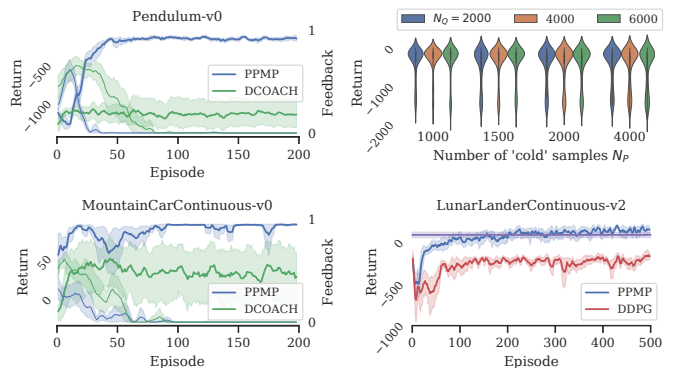 Pendulum-v0
Return
−500
−1000
1
0
Feedback
PPMP
DCOACH
0 50 100 150 200
Episode
N_Q = 2000 4000 6000
Return
0
−1000
−2000
1000 1500 2000 4000
Number of 'cold' samples N_P
MountainCarContinuous-v0
Return
50
0
1
0
Feedback
PPMP
DCOACH
0 50 100 150 200
Episode
LunarLanderContinuous-v2
Return
0
−500
−1000
PPMP
DDPG
0 100 200 300 400 500
Episode